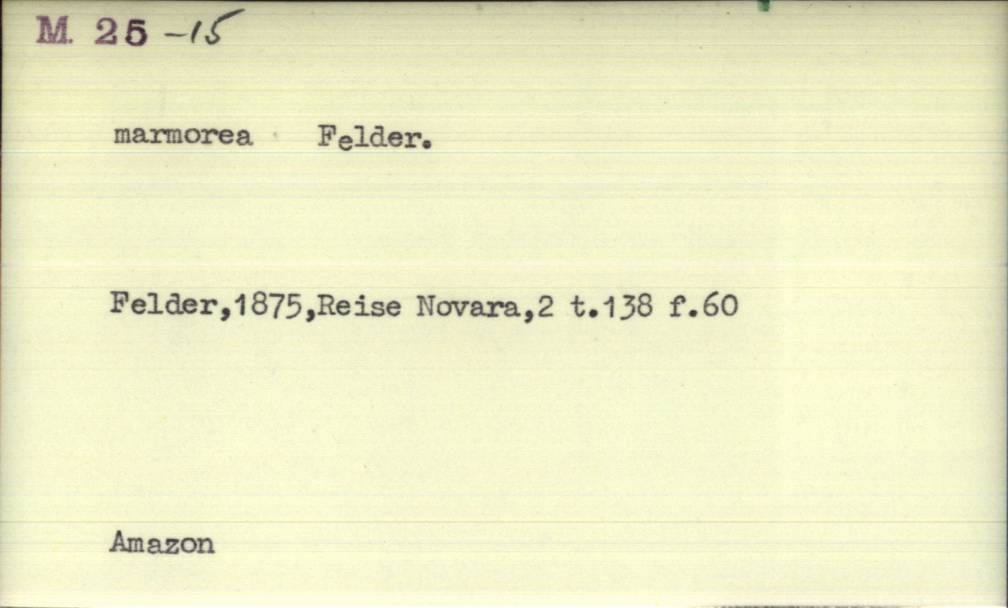 M. 25 -15
marmorea Felder.
Felder,1875,Reise Novara,2 t.138 f.60
Amazon